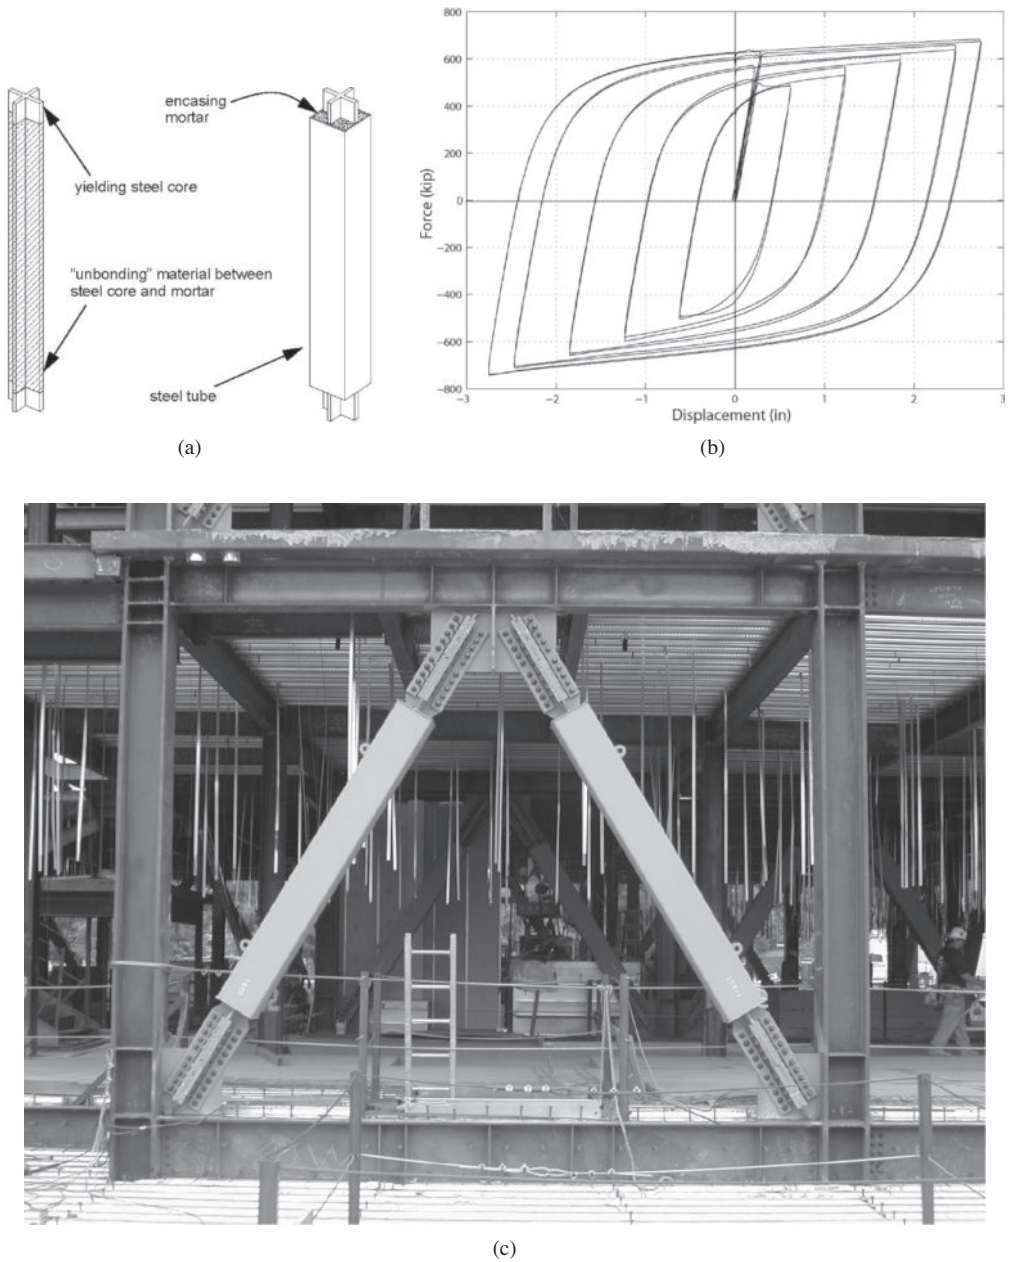 encasing
mortar
yielding steel core
"unbonding" material between
steel core and mortar
steel tube
(a)
Force (kip)
800
600
400
200
0
−200
−400
−600
−800
−3
−2
−1
0
1
2
3
Displacement (in)
(b)
(c)